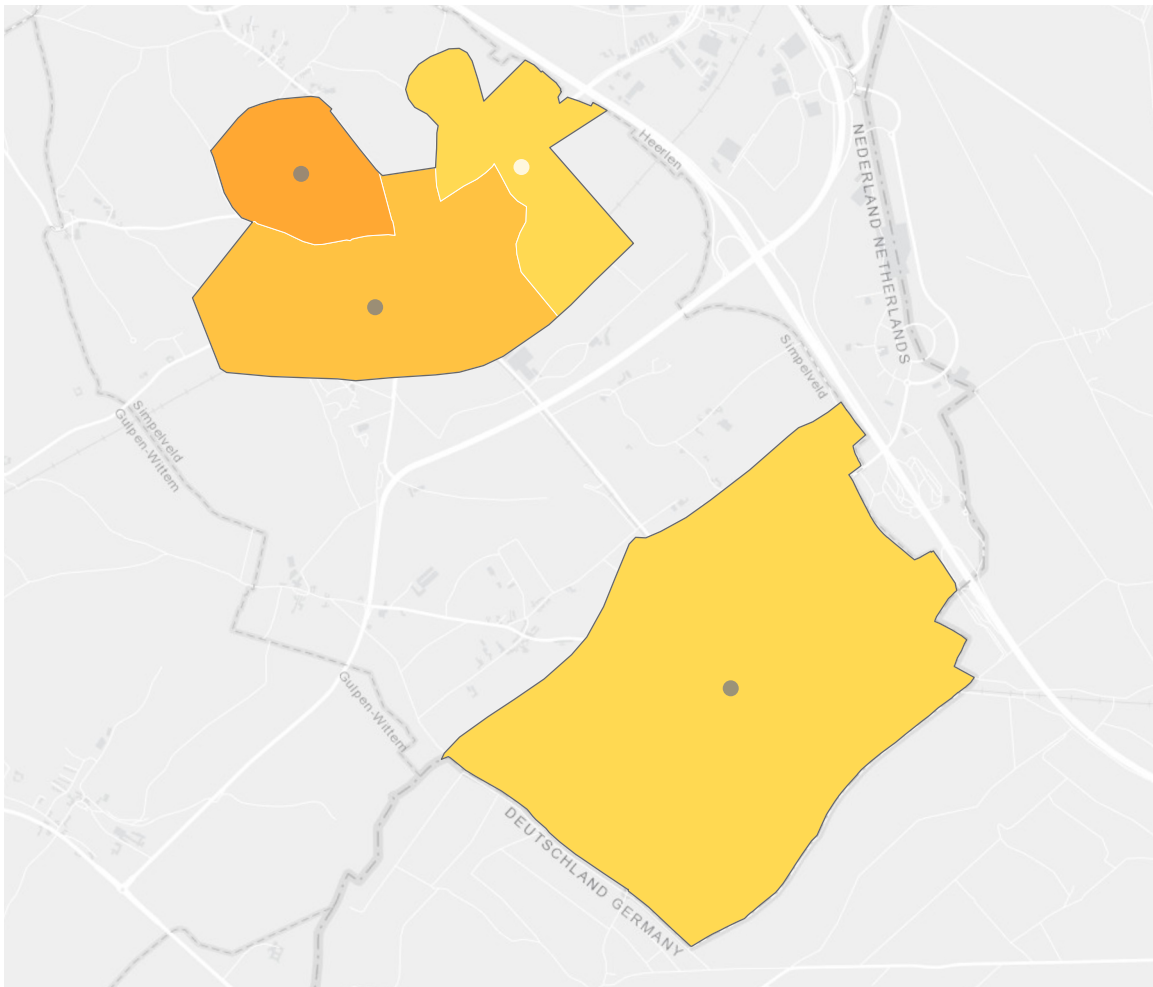 Heerlen
NEDERLAND NETHERLANDS
Simpelveld
Simpelveld
Gulpen-Wittem
Gulpen-Wittem
DEUTSCHLAND GERMANY